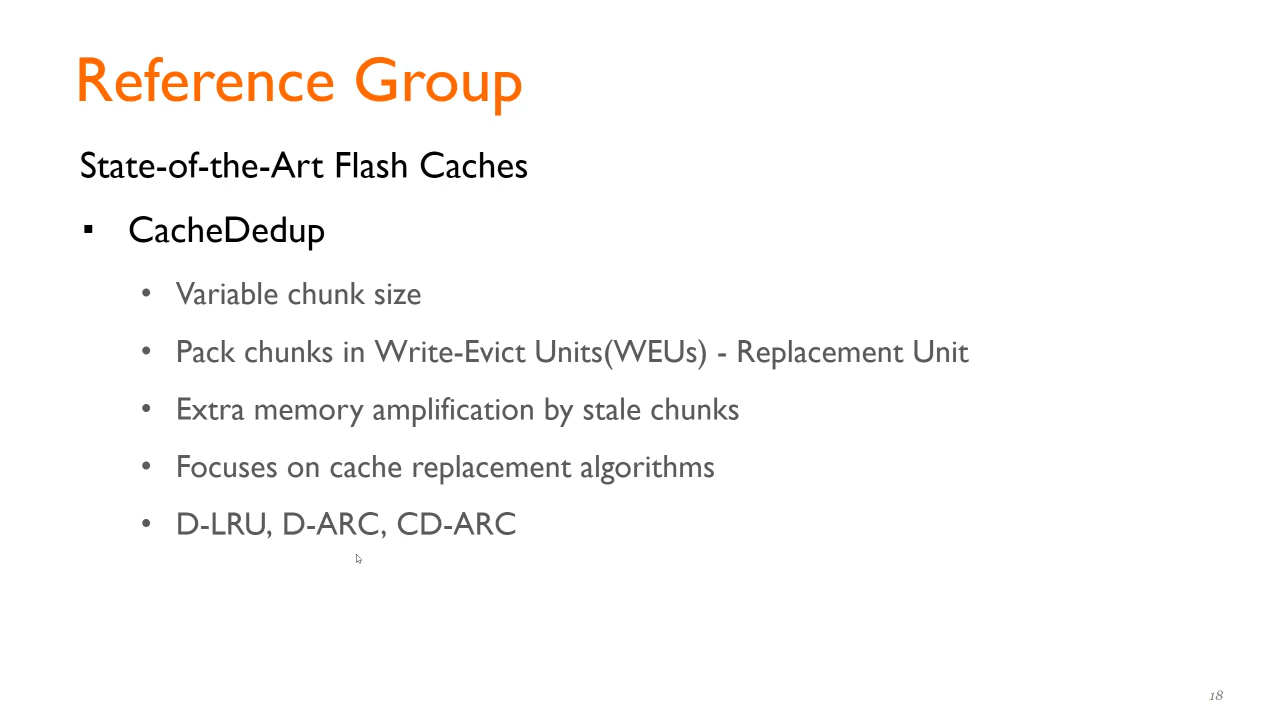 Reference Group
State-of-the-Art Flash Caches
▪ CacheDedup
• Variable chunk size
• Pack chunks in Write-Evict Units(WEUs) - Replacement Unit
• Extra memory amplification by stale chunks
• Focuses on cache replacement algorithms
• D-LRU, D-ARC, CD-ARC
18